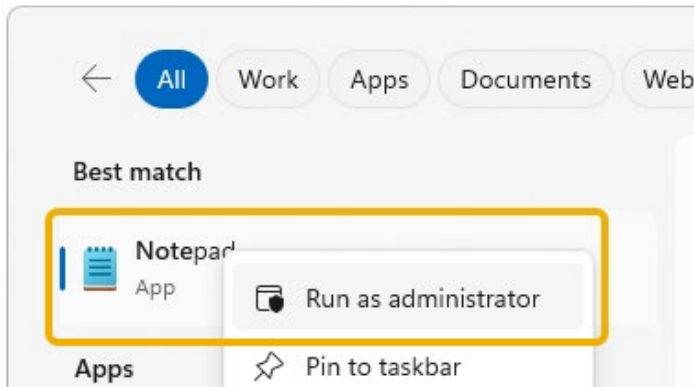 All Work Apps Documents Web
Best match
Notepad
App
Run as administrator
Apps
Pin to taskbar